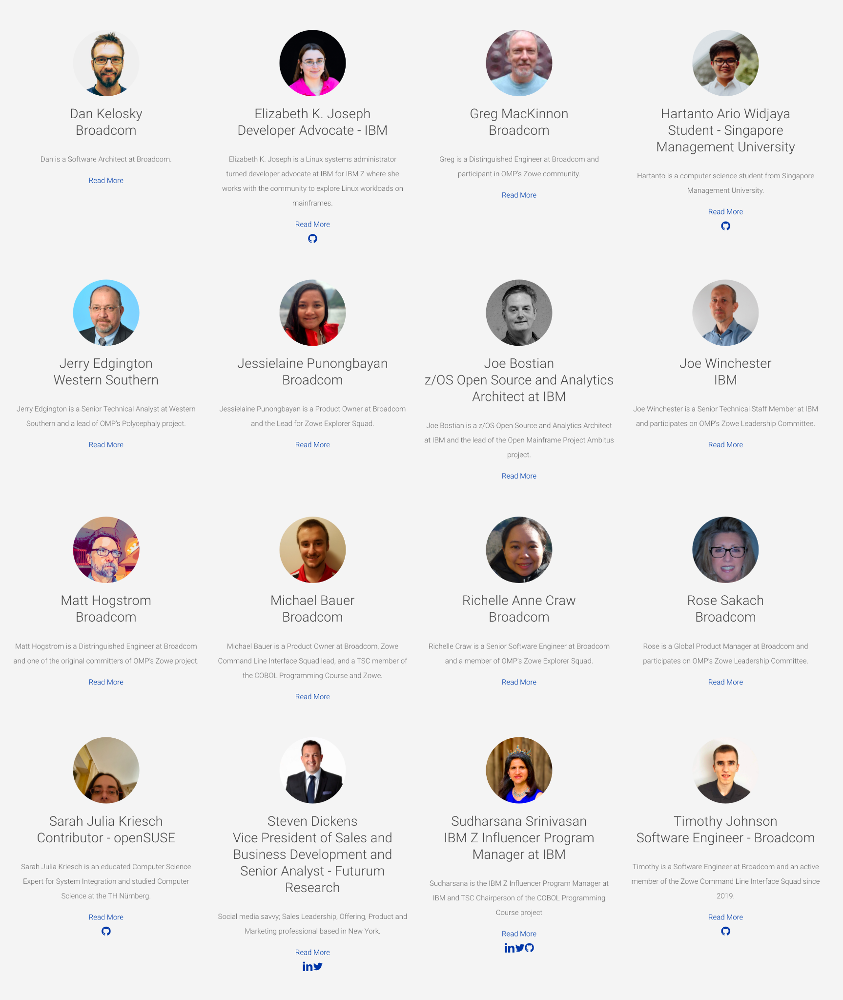 Dan Kelosky
Broadcom
Dan is a Software Architect at Broadcom.
Read More
Elizabeth K. Joseph
Developer Advocate - IBM
Elizabeth K. Joseph is a Linux systems administrator
turned developer advocate at IBM for IBM Z where she
works with the community to explore Linux workloads on
mainframes.
Read More
Greg MacKinnon
Broadcom
Greg is a Distinguished Engineer at Broadcom and
participant in OMP's Zowe community.
Read More
Hartanto Ario Widjaya
Student - Singapore
Management University
Hartanto is a computer science student from Singapore
Management University.
Read More
Jerry Edgington
Western Southern
Jerry Edgington is a Senior Technical Analyst at Western
Southern and a lead of OMP's Polycephaly project.
Read More
Jessielaine Punongbayan
Broadcom
Jessielaine Punongbayan is a Product Owner at Broadcom
and the Lead for Zowe Explorer Squad.
Read More
Joe Bostian
z/OS Open Source and Analytics
Architect at IBM
Joe Bostian is a z/OS Open Source and Analytics Architect
at IBM and the lead of the Open Mainframe Project Ambitus
project.
Read More
Joe Winchester
IBM
Joe Winchester is a Senior Technical Staff Member at IBM
and participates on OMP's Zowe Leadership Committee.
Read More
Matt Hogstrom
Broadcom
Matt Hogstrom is a Distringuished Engineer at Broadcom
and one of the original committers of OMP's Zowe project.
Read More
Michael Bauer
Broadcom
Michael Bauer is a Product Owner at Broadcom, Zowe
Command Line Interface Squad lead, and a TSC member of
the COBOL Programming Course and Zowe.
Read More
Richelle Anne Craw
Broadcom
Richelle Craw is a Senior Software Engineer at Broadcom
and a member of OMP's Zowe Explorer Squad.
Read More
Rose Sakach
Broadcom
Rose is a Global Product Manager at Broadcom and
participates on OMP's Zowe Leadership Committee.
Read More
Sarah Julia Kriesch
Contributor - openSUSE
Sarah Julia Kriesch is an educated Computer Science
Expert for System Integration and studied Computer
Science at the TH Nürnberg.
Read More
Steven Dickens
Vice President of Sales and
Business Development and
Senior Analyst - Futurum
Research
Social media savvy; Sales Leadership, Offering, Product and
Marketing professional based in New York.
Read More
Sudharsana Srinivasan
IBM Z Influencer Program
Manager at IBM
Sudharsana is the IBM Z Influencer Program Manager at
IBM and TSC Chairperson of the COBOL Programming
Course project
Read More
Timothy Johnson
Software Engineer - Broadcom
Timothy is a Software Engineer at Broadcom and an active
member of the Zowe Command Line Interface Squad since
2019.
Read More